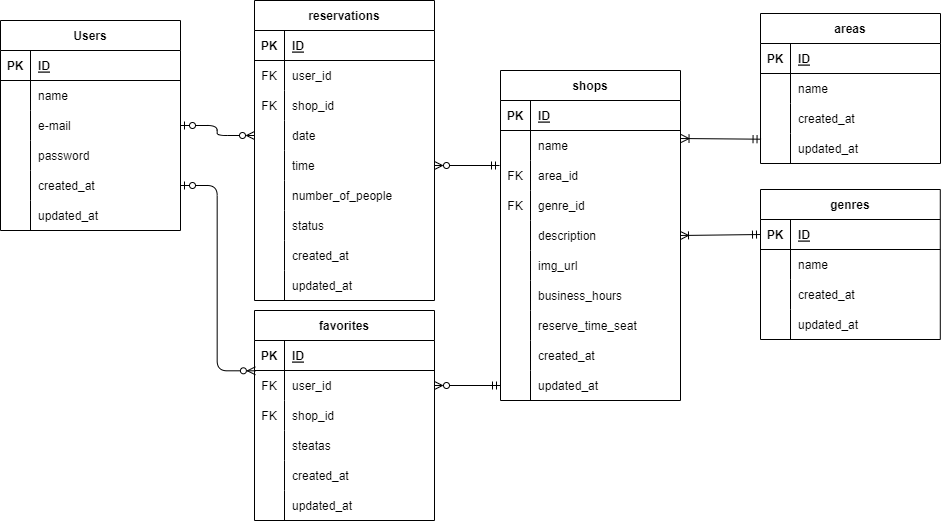 Users
PK ID
name
e-mail
password
created_at
updated_at
reservations
PK ID
FK user_id
FK shop_id
date
time
number_of_people
status
created_at
updated_at
favorites
PK ID
FK user_id
FK shop_id
steatas
created_at
updated_at
shops
PK ID
name
FK area_id
FK genre_id
description
img_url
business_hours
reserve_time_seat
created_at
updated_at
areas
PK ID
name
created_at
updated_at
genres
PK ID
name
created_at
updated_at